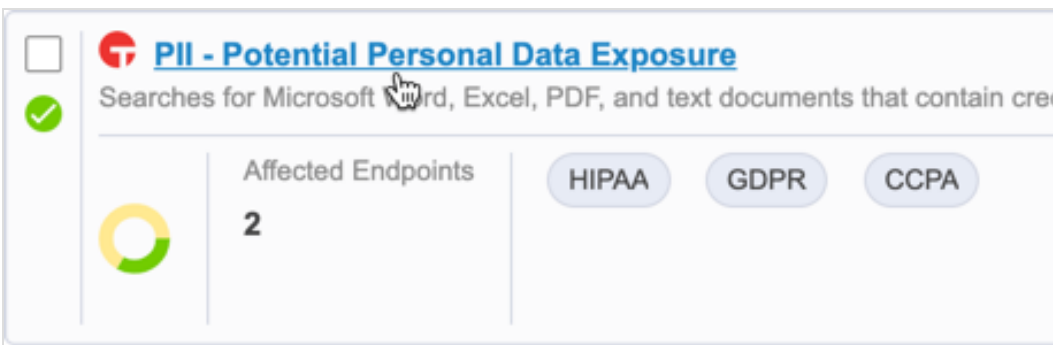 PII - Potential Personal Data Exposure
Searches for Microsoft Word, Excel, PDF, and text documents that contain
Affected Endpoints
2
HIPAA GDPR CCPA